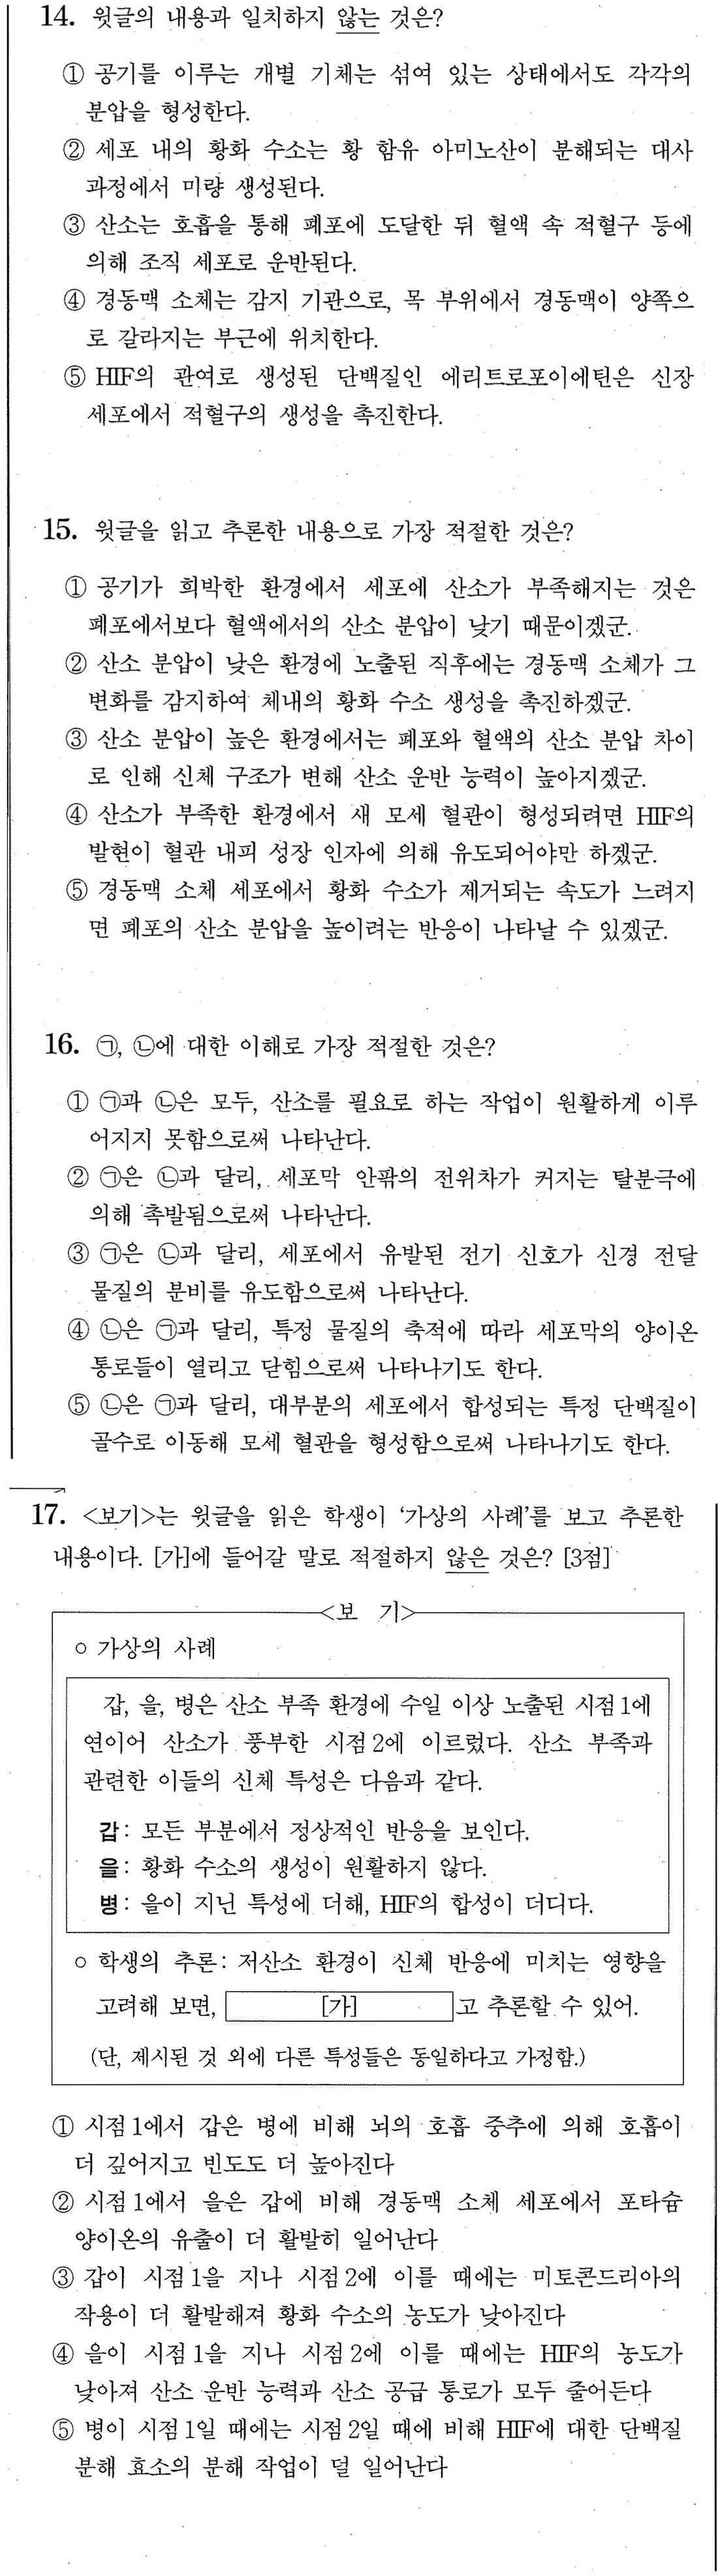 14. 윗글의 내용과 일치하지 않는 것은?
① 공기를 이루는 개별 기체는 섞여 있는 상태에서도 각각의
분압을 형성한다.
② 세포 내의 황화 수소는 황 함유 아미노산이 분해되는 대사
과정에서 미량 생성된다.
③ 산소는 호흡을 통해 폐포에 도달한 뒤 혈액 속 적혈구 등에
의해 조직 세포로 운반된다.
④ 경동맥 소체는 감지 기관으로, 목 부위에서 경동맥이 양쪽으
로 갈라지는 부근에 위치한다.
⑤ HIF의 관여로 생성된 단백질인 에리트로포이에틴은 신장
세포에서 적혈구의 생성을 촉진한다.
15. 윗글을 읽고 추론한 내용으로 가장 적절한 것은?
① 공기가 희박한 환경에서 세포에 산소가 부족해지는 것은
폐포에서보다 혈액에서의 산소 분압이 낮기 때문이겠군.
② 산소 분압이 낮은 환경에 노출된 직후에는 경동맥 소체가 그
변화를 감지하여 체내의 황화 수소 생성을 촉진하겠군.
③ 산소 분압이 높은 환경에서는 폐포와 혈액의 산소 분압 차이
로 인해 신체 구조가 변해 산소 운반 능력이 높아지겠군.
④ 산소가 부족한 환경에서 새 모세 혈관이 형성되려면 HIF의
발현이 혈관 내피 성장 인자에 의해 유도되어야만 하겠군.
⑤ 경동맥 소체 세포에서 황화 수소가 제거되는 속도가 느려지
면 폐포의 산소 분압을 높이려는 반응이 나타날 수 있겠군.
16. ㉠, ㉡에 대한 이해로 가장 적절한 것은?
① ㉠과 ㉡은 모두, 산소를 필요로 하는 작업이 원활하게 이루
어지지 못함으로써 나타난다.
② ㉠은 ㉡과 달리, 세포막 안팎의 전위차가 커지는 탈분극에
의해 촉발됨으로써 나타난다.
③ ㉠은 ㉡과 달리, 세포에서 유발된 전기 신호가 신경 전달
물질의 분비를 유도함으로써 나타난다.
④ ㉡은 ㉠과 달리, 특정 물질의 축적에 따라 세포막의 양이온
통로들이 열리고 닫힘으로써 나타나기도 한다.
⑤ ㉡은 ㉠과 달리, 대부분의 세포에서 합성되는 특정 단백질이
골수로 이동해 모세 혈관을 형성함으로써 나타나기도 한다.
17. <보기>는 윗글을 읽은 학생이 ‘가상의 사례’를 보고 추론한
내용이다. [가]에 들어갈 말로 적절하지 않은 것은? [3점]
<보 기>
○ 가상의 사례
갑, 을, 병은 산소 부족 환경에 수일 이상 노출된 시점 1에
연이어 산소가 풍부한 시점 2에 이르렀다. 산소 부족과
관련한 이들의 신체 특성은 다음과 같다.
갑: 모든 부분에서 정상적인 반응을 보인다.
을: 황화 수소의 생성이 원활하지 않다.
병: 을이 지닌 특성에 더해, HIF의 합성이 더디다.
○ 학생의 추론: 저산소 환경이 신체 반응에 미치는 영향을
고려해 보면, [가] 고 추론할 수 있어.
(단, 제시된 것 외에 다른 특성들은 동일하다고 가정함.)
① 시점 1에서 갑은 병에 비해 뇌의 호흡 중추에 의해 호흡이
더 깊어지고 빈도도 더 높아진다
② 시점 1에서 을은 갑에 비해 경동맥 소체 세포에서 포타슘
양이온의 유출이 더 활발히 일어난다
③ 갑이 시점 1을 지나 시점 2에 이를 때에는 미토콘드리아의
작용이 더 활발해져 황화 수소의 농도가 낮아진다
④ 을이 시점 1을 지나 시점 2에 이를 때에는 HIF의 농도가
낮아져 산소 운반 능력과 산소 공급 통로가 모두 줄어든다
⑤ 병이 시점 1일 때에는 시점 2일 때에 비해 HIF에 대한 단백질
분해 효소의 분해 작업이 덜 일어난다